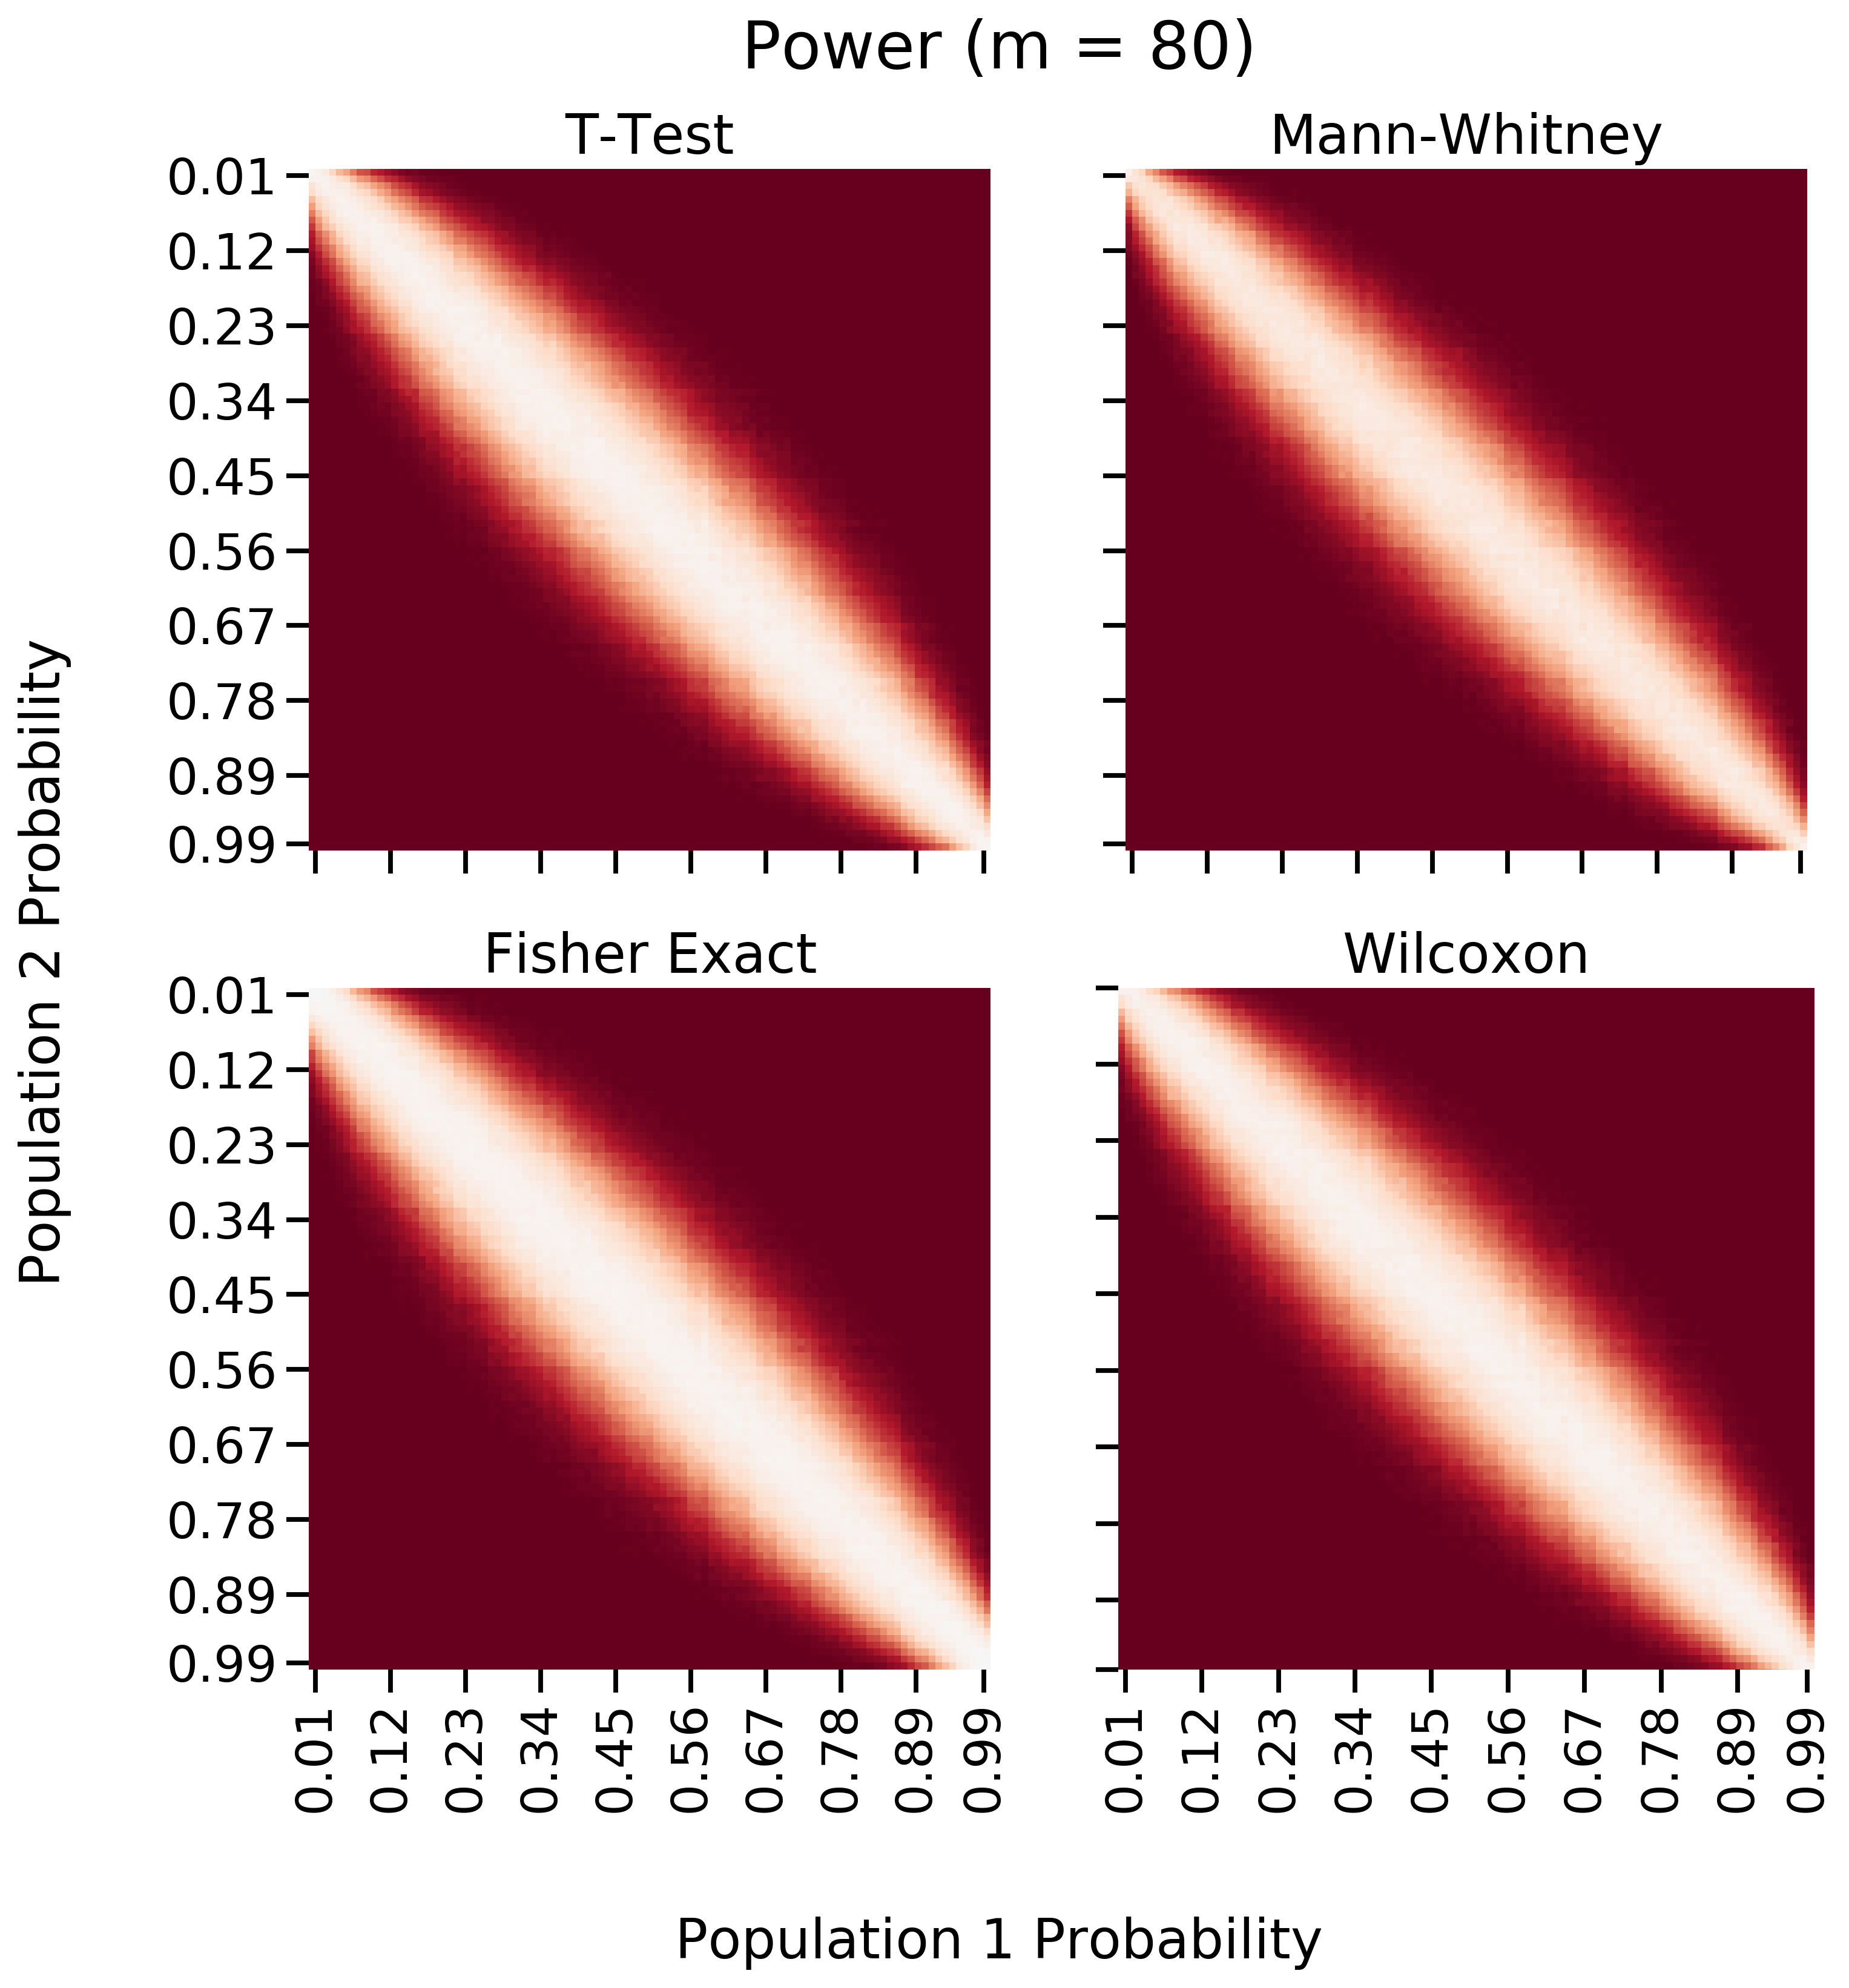 Power (m = 80)
T-Test
Mann-Whitney
0.01
0.12
0.23
0.34
0.45
0.56
0.67
0.78
0.89
0.99
Population 2 Probability
Fisher Exact
Wilcoxon
0.01
0.12
0.23
0.34
0.45
0.56
0.67
0.78
0.89
0.99
0.01 0.12 0.23 0.34 0.45 0.56 0.67 0.78 0.89 0.99
0.01 0.12 0.23 0.34 0.45 0.56 0.67 0.78 0.89 0.99
Population 1 Probability